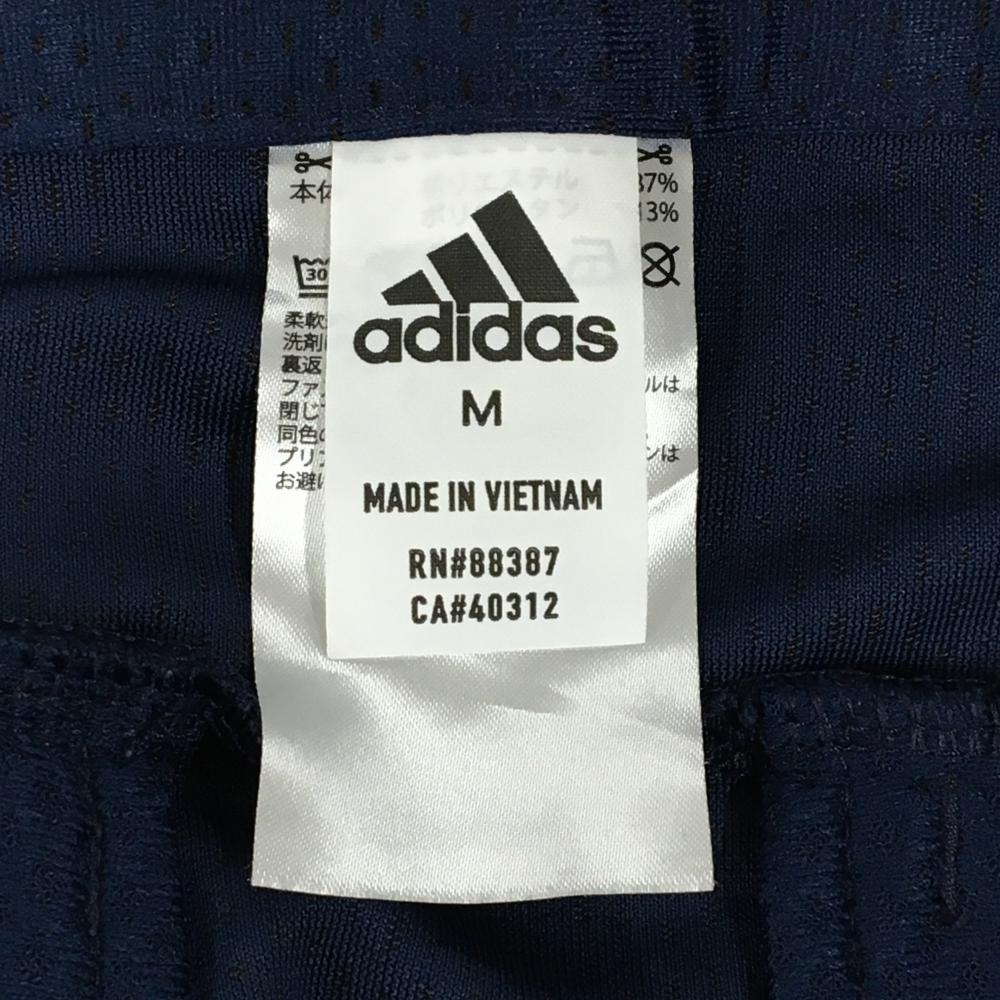 adidas
M
MADE IN VIETNAM
RN#88387
CA#40312
本体
ポリエステル 87%
ポリウレタン 13%
30
柔軟
洗剤
裏返
ファ ルは
閉じ
同色
プリン ンは
お避け